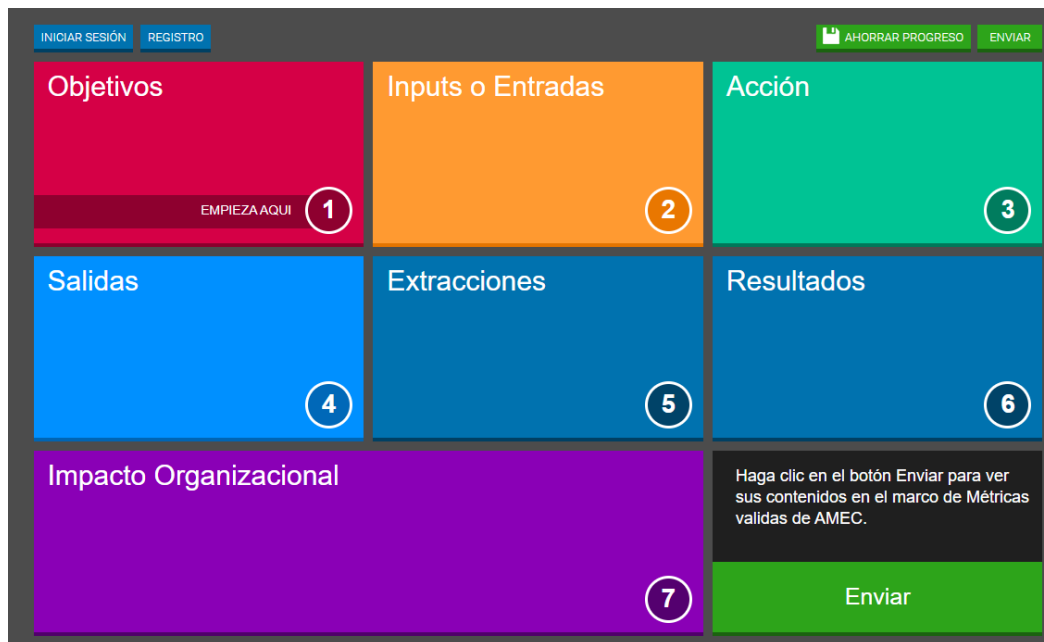 INICIAR SESIÓN
REGISTRO
AHORRAR PROGRESO
ENVIAR
Objetivos
EMPIEZA AQUI
1
Inputs o Entradas
2
Acción
3
Salidas
4
Extracciones
5
Resultados
6
Impacto Organizacional
7
Haga clic en el botón Enviar para ver
sus contenidos en el marco de Métricas
validas de AMEC.
Enviar